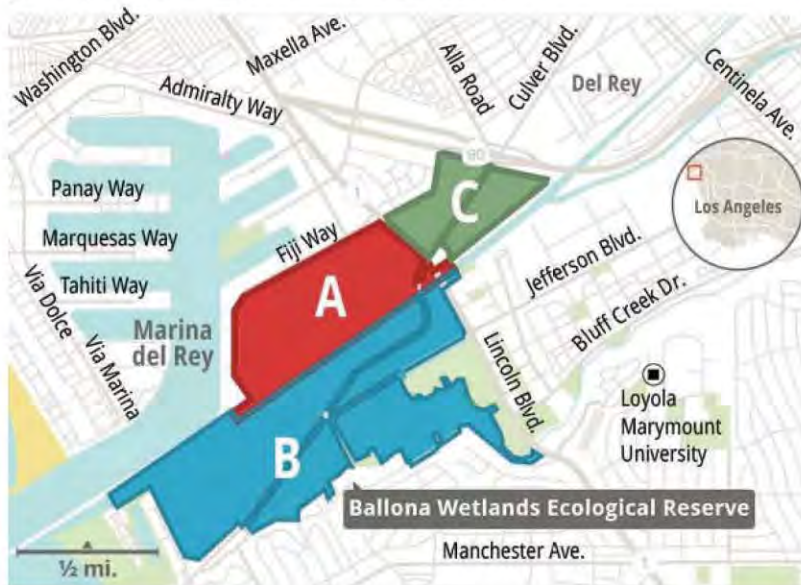 Washington Blvd.
Maxella Ave.
Alla Road
Culver Blvd.
Del Rey
Centinela Ave.
Admiralty Way
90
Panay Way
1
C
Los Angeles
Marquesas Way
Fiji Way
Jefferson Blvd.
Tahiti Way
A
Bluff Creek Dr.
Via Dolce
Marina
del Rey
Via Marina
Lincoln Blvd.
Loyola
Marymount
University
B
Ballona Wetlands Ecological Reserve
Manchester Ave.
½ mi.